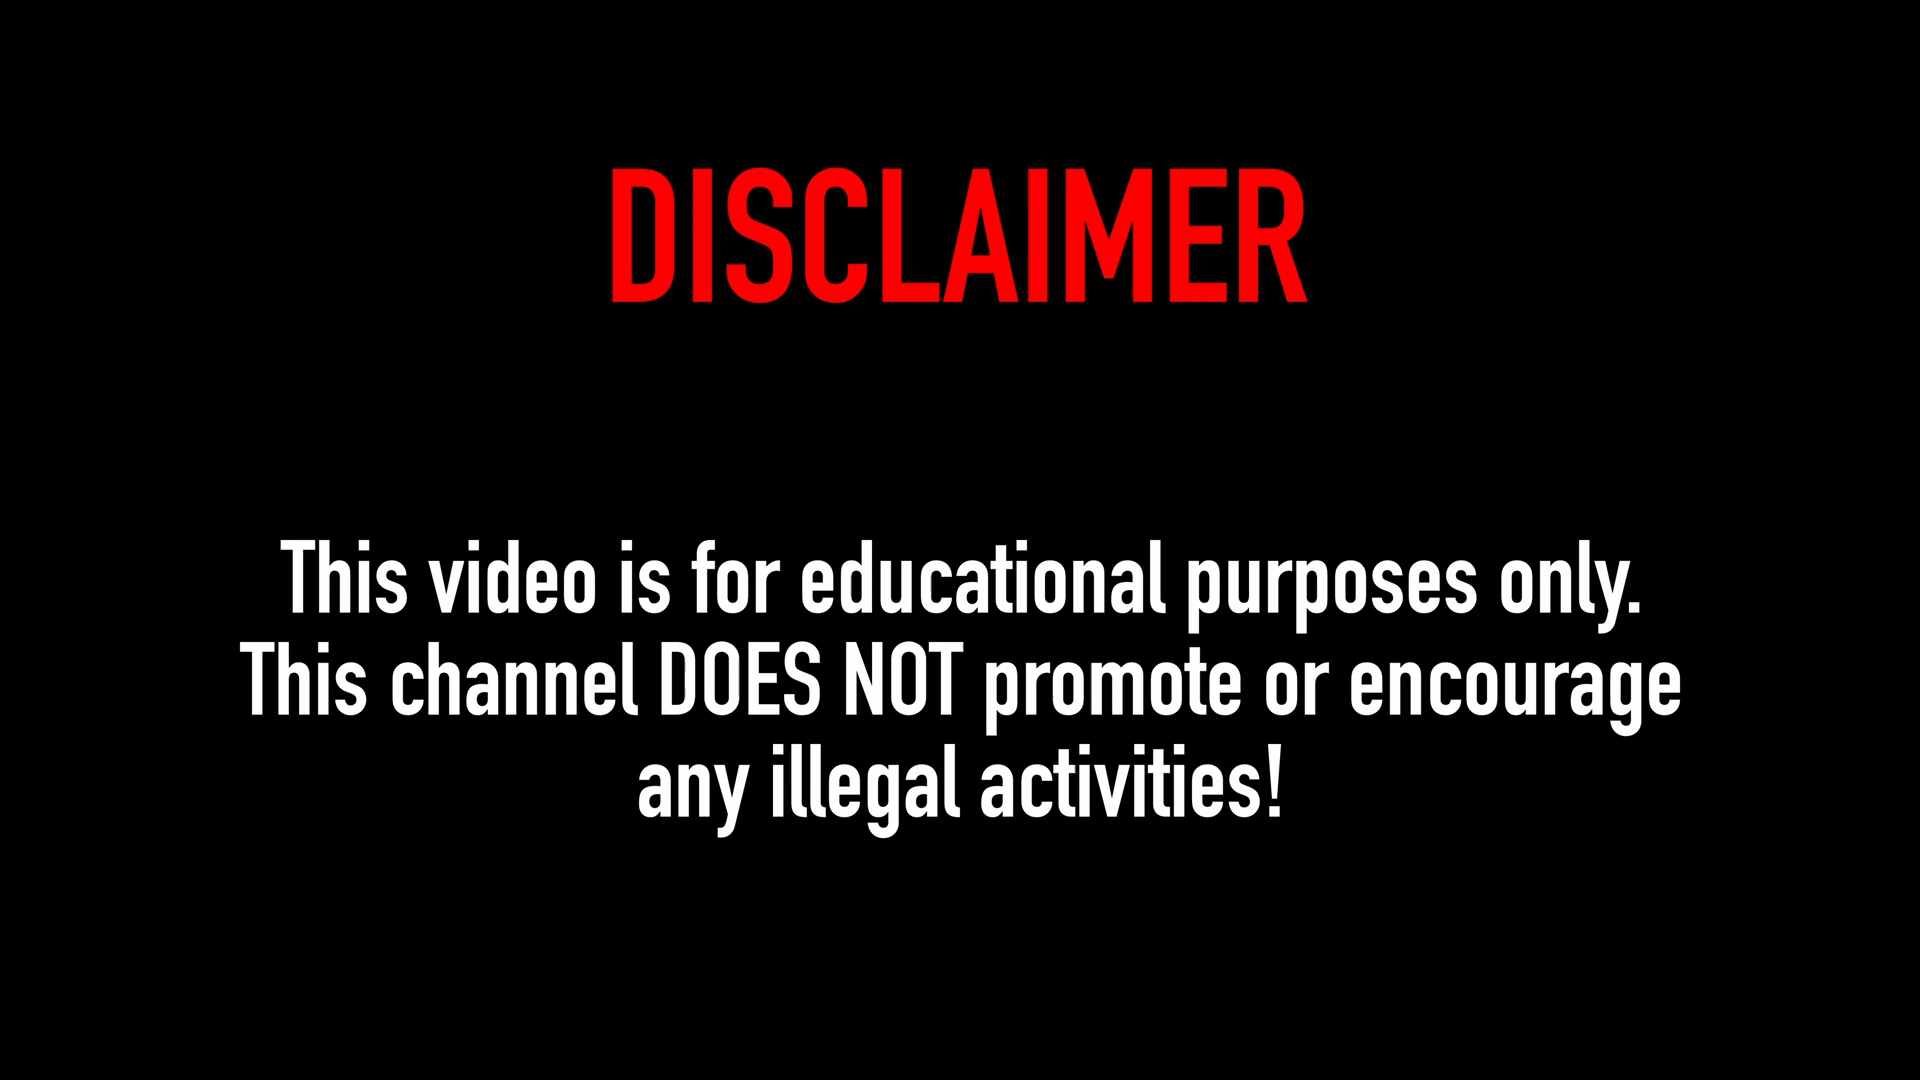 DISCLAIMER
This video is for educational purposes only.
This channel DOES NOT promote or encourage
any illegal activities!